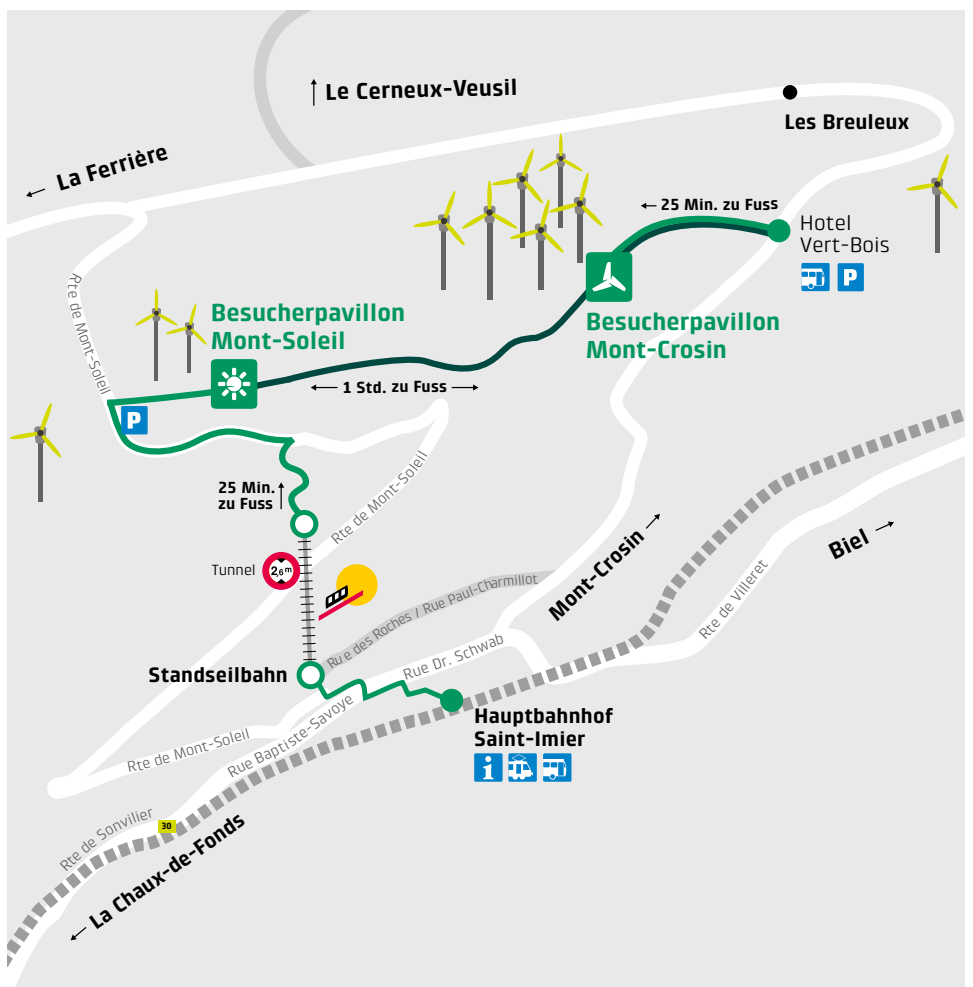 Le Cerneux-Veusil
Les Breuleux
La Ferrière
25 Min. zu Fuss
Hotel
Vert-Bois
P
Rte de Mont-Soleil
Besucherpavillon
Mont-Soleil
Besucherpavillon
Mont-Crosin
1 Std. zu Fuss
P
25 Min.
zu Fuss
Rte de Mont-Soleil
Tunnel
2,6 m
Mont-Crosin
Biel
Rue des Roches / Rue Paul-Charmillot
Rte de Villeret
Standseilbahn
Rue Dr. Schwab
Hauptbahnhof
Saint-Imier
i
Rte de Mont-Soleil
Rue Baptiste-Savoye
Rte de Sonvilier
30
La Chaux-de-Fonds